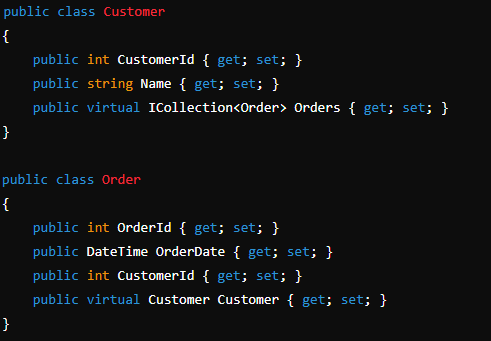 public class Customer
{
    public int CustomerId { get; set; }
    public string Name { get; set; }
    public virtual ICollection<Order> Orders { get; set; }
}

public class Order
{
    public int OrderId { get; set; }
    public DateTime OrderDate { get; set; }
    public int CustomerId { get; set; }
    public virtual Customer Customer { get; set; }
}